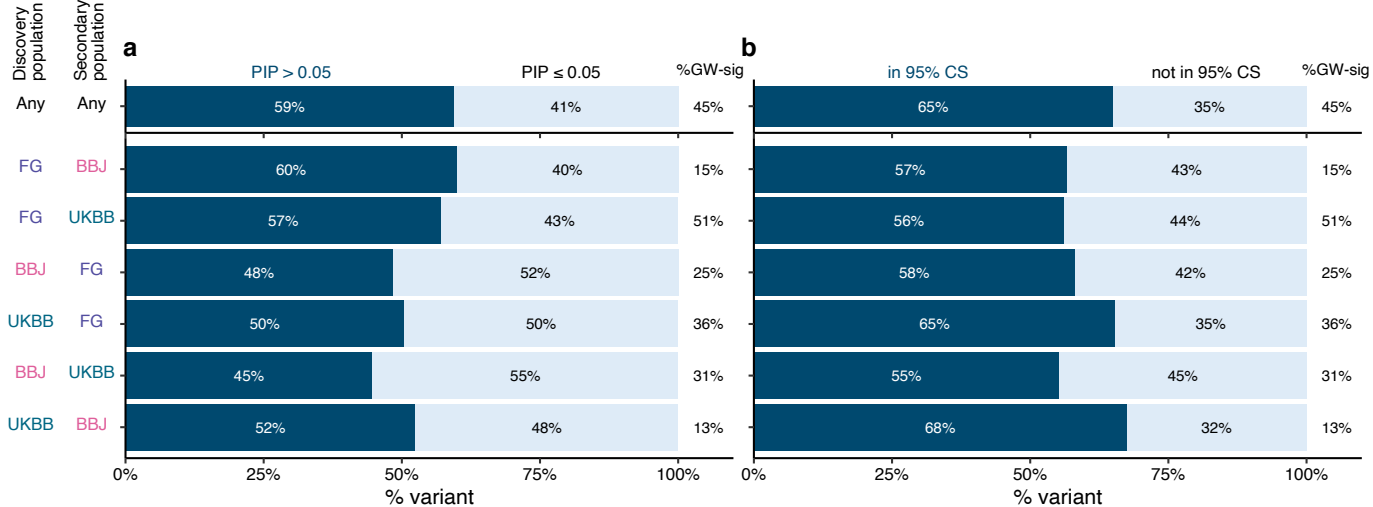 Discovery
population
Secondary
population
a
PIP > 0.05
PIP ≤ 0.05
%GW-sig
b
in 95% CS
not in 95% CS
%GW-sig
Any
Any
59%
41%
45%
65%
35%
45%
FG
BBJ
60%
40%
15%
57%
43%
15%
FG
UKBB
57%
43%
51%
56%
44%
51%
BBJ
FG
48%
52%
25%
58%
42%
25%
UKBB
FG
50%
50%
36%
65%
35%
36%
BBJ
UKBB
45%
55%
31%
55%
45%
31%
UKBB
BBJ
52%
48%
13%
68%
32%
13%
0%
25%
50%
75%
100%
0%
25%
50%
75%
100%
% variant
% variant